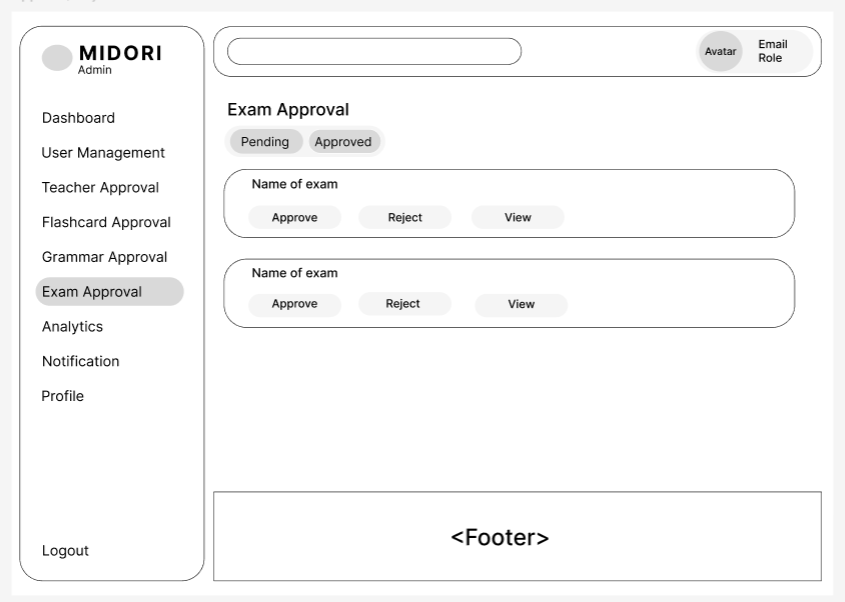 MIDORI
Admin
Dashboard
User Management
Teacher Approval
Flashcard Approval
Grammar Approval
Exam Approval
Analytics
Notification
Profile
Logout
Avatar
Email
Role
Exam Approval
Pending
Approved
Name of exam
Approve
Reject
View
Name of exam
Approve
Reject
View
<Footer>